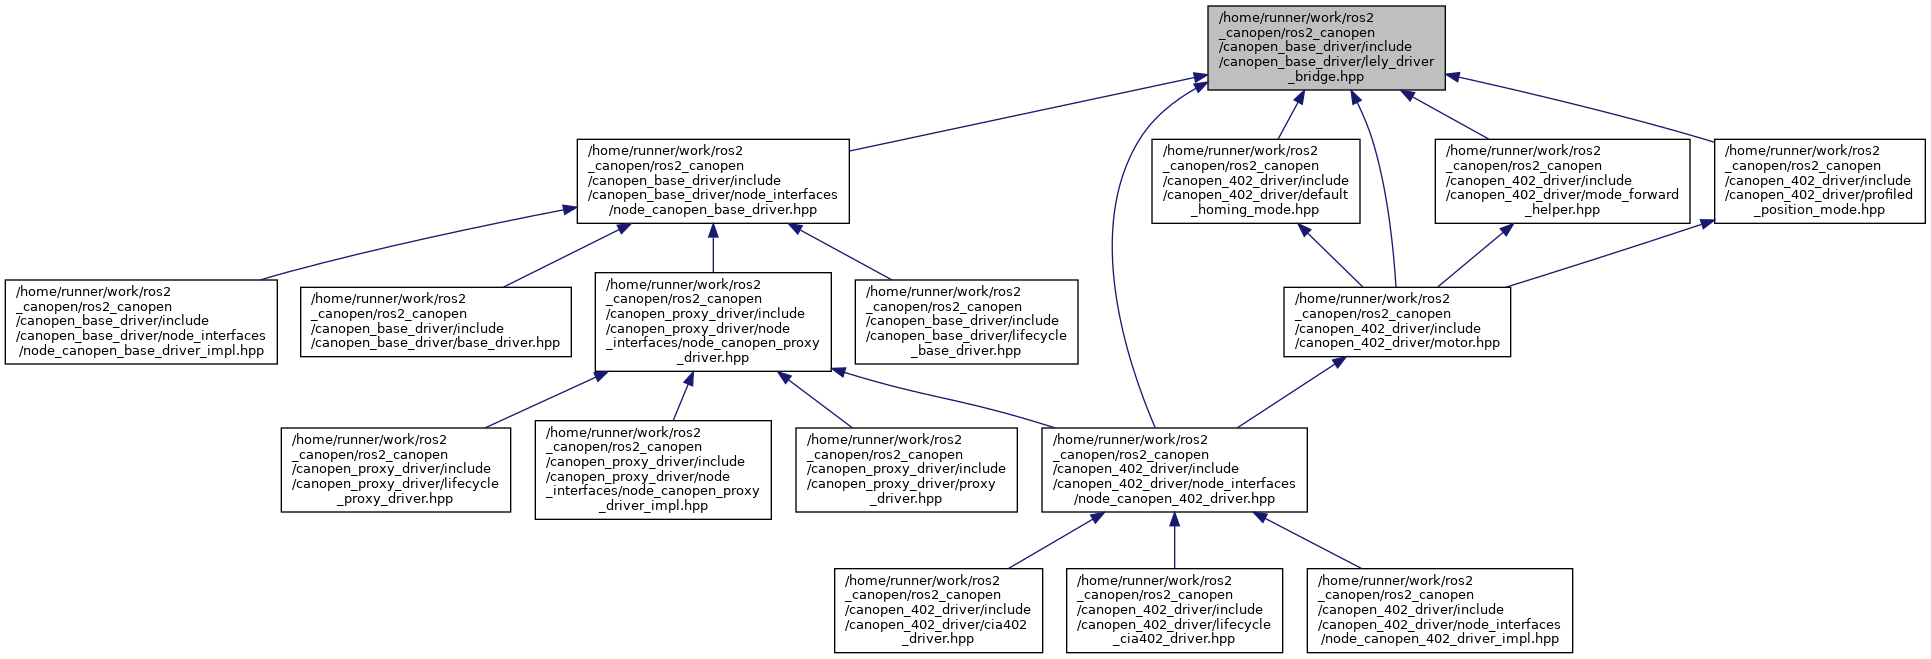 /home/runner/work/ros2
_canopen/ros2_canopen
/canopen_base_driver/include
/canopen_base_driver/lely_driver
_bridge.hpp
/home/runner/work/ros2
_canopen/ros2_canopen
/canopen_base_driver/include
/canopen_base_driver/node_interfaces
/node_canopen_base_driver.hpp
/home/runner/work/ros2
_canopen/ros2_canopen
/canopen_402_driver/include
/canopen_402_driver/default
_homing_mode.hpp
/home/runner/work/ros2
_canopen/ros2_canopen
/canopen_402_driver/include
/canopen_402_driver/mode_forward
_helper.hpp
/home/runner/work/ros2
_canopen/ros2_canopen
/canopen_402_driver/include
/canopen_402_driver/profiled
_position_mode.hpp
/home/runner/work/ros2
_canopen/ros2_canopen
/canopen_base_driver/include
/canopen_base_driver/node_interfaces
/node_canopen_base_driver_impl.hpp
/home/runner/work/ros2
_canopen/ros2_canopen
/canopen_base_driver/include
/canopen_base_driver/base_driver.hpp
/home/runner/work/ros2
_canopen/ros2_canopen
/canopen_proxy_driver/include
/canopen_proxy_driver/node
_interfaces/node_canopen_proxy
_driver.hpp
/home/runner/work/ros2
_canopen/ros2_canopen
/canopen_base_driver/include
/canopen_base_driver/lifecycle
_base_driver.hpp
/home/runner/work/ros2
_canopen/ros2_canopen
/canopen_402_driver/include
/canopen_402_driver/motor.hpp
/home/runner/work/ros2
_canopen/ros2_canopen
/canopen_proxy_driver/include
/canopen_proxy_driver/lifecycle
_proxy_driver.hpp
/home/runner/work/ros2
_canopen/ros2_canopen
/canopen_proxy_driver/include
/canopen_proxy_driver/node
_interfaces/node_canopen_proxy
_driver_impl.hpp
/home/runner/work/ros2
_canopen/ros2_canopen
/canopen_proxy_driver/include
/canopen_proxy_driver/proxy
_driver.hpp
/home/runner/work/ros2
_canopen/ros2_canopen
/canopen_402_driver/include
/canopen_402_driver/node_interfaces
/node_canopen_402_driver.hpp
/home/runner/work/ros2
_canopen/ros2_canopen
/canopen_402_driver/include
/canopen_402_driver/cia402
_driver.hpp
/home/runner/work/ros2
_canopen/ros2_canopen
/canopen_402_driver/include
/canopen_402_driver/lifecycle
_cia402_driver.hpp
/home/runner/work/ros2
_canopen/ros2_canopen
/canopen_402_driver/include
/canopen_402_driver/node_interfaces
/node_canopen_402_driver_impl.hpp